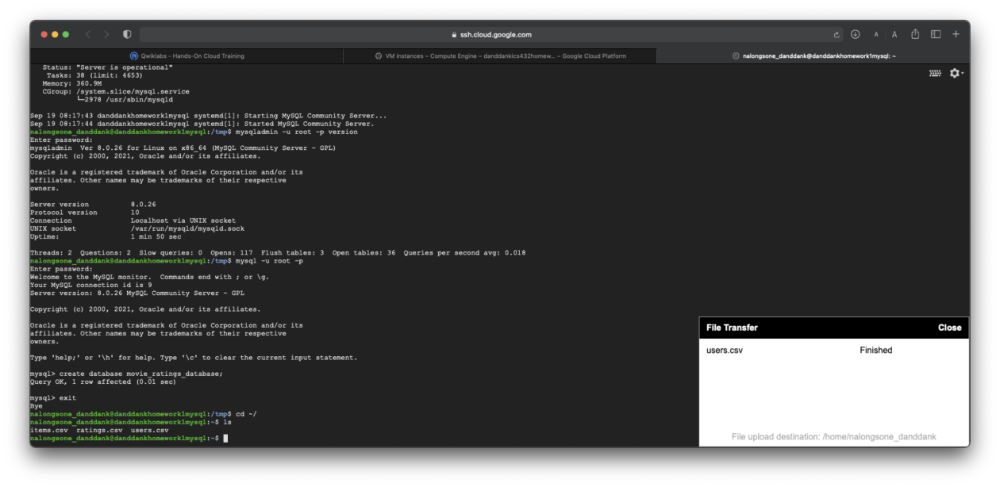 ssh.cloud.google.com
A A
Qwiklabs - Hands-On Cloud Training
VM instances – Compute Engine – danddankics432homew... – Google Cloud Platform
nalongsone_danddank@danddankhomework1mysql: ~
Status: "Server is operational"
Tasks: 38 (limit: 4653)
Memory: 360.9M
CGroup: /system.slice/mysql.service
└─2978 /usr/sbin/mysqld
Sep 19 08:17:43 danddankhomework1mysql systemd[1]: Starting MySQL Community Server...
Sep 19 08:17:44 danddankhomework1mysql systemd[1]: Started MySQL Community Server.
nalongsone_danddank@danddankhomework1mysql:/tmp$ mysqladmin -u root -p version
Enter password:
mysqladmin  Ver 8.0.26 for Linux on x86_64 (MySQL Community Server - GPL)
Copyright (c) 2000, 2021, Oracle and/or its affiliates.
Oracle is a registered trademark of Oracle Corporation and/or its
affiliates. Other names may be trademarks of their respective
owners.
Server version 8.0.26
Protocol version 10
Connection Localhost via UNIX socket
UNIX socket /var/run/mysqld/mysqld.sock
Uptime: 1 min 50 sec
Threads: 2  Questions: 2  Slow queries: 0  Opens: 117  Flush tables: 3  Open tables: 36  Queries per second avg: 0.018
nalongsone_danddank@danddankhomework1mysql:/tmp$ mysql -u root -p
Enter password:
Welcome to the MySQL monitor.  Commands end with ; or \g.
Your MySQL connection id is 9
Server version: 8.0.26 MySQL Community Server - GPL
Copyright (c) 2000, 2021, Oracle and/or its affiliates.
Oracle is a registered trademark of Oracle Corporation and/or its
affiliates. Other names may be trademarks of their respective
owners.
Type 'help;' or '\h' for help. Type '\c' to clear the current input statement.
mysql> create database movie_ratings_database;
Query OK, 1 row affected (0.01 sec)
mysql> exit
Bye
nalongsone_danddank@danddankhomework1mysql:/tmp$ cd ~/
nalongsone_danddank@danddankhomework1mysql:~$ ls
items.csv  ratings.csv  users.csv
nalongsone_danddank@danddankhomework1mysql:~$
File Transfer Close
users.csv Finished
File upload destination: /home/nalongsone_danddank